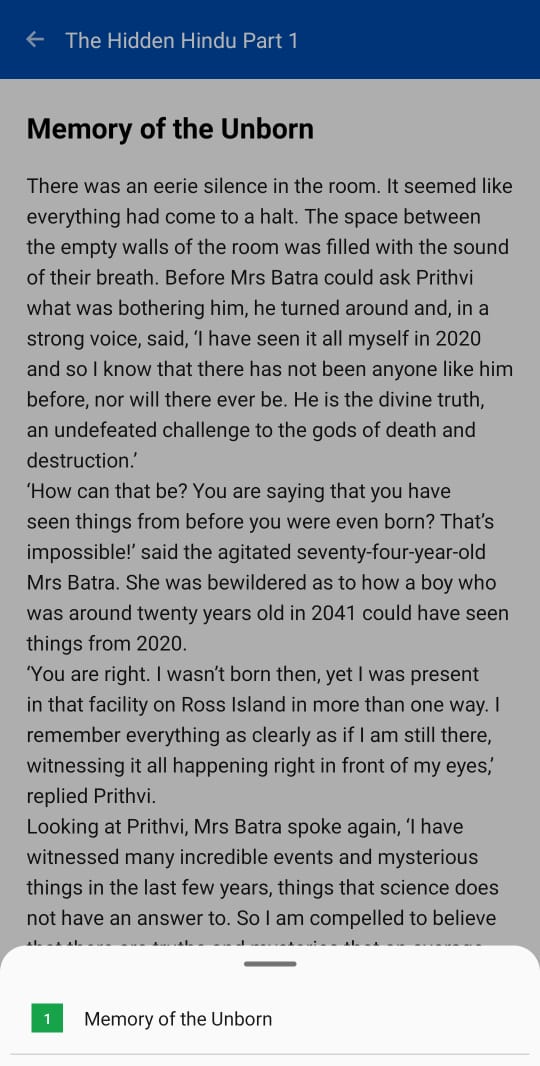 The Hidden Hindu Part 1
Memory of the Unborn
There was an eerie silence in the room. It seemed like
everything had come to a halt. The space between
the empty walls of the room was filled with the sound
of their breath. Before Mrs Batra could ask Prithvi
what was bothering him, he turned around and, in a
strong voice, said, ‘I have seen it all myself in 2020
and so I know that there has not been anyone like him
before, nor will there ever be. He is the divine truth,
an undefeated challenge to the gods of death and
destruction.’
‘How can that be? You are saying that you have
seen things from before you were even born? That’s
impossible!’ said the agitated seventy-four-year-old
Mrs Batra. She was bewildered as to how a boy who
was around twenty years old in 2041 could have seen
things from 2020.
‘You are right. I wasn’t born then, yet I was present
in that facility on Ross Island in more than one way. I
remember everything as clearly as if I am still there,
witnessing it all happening right in front of my eyes,’
replied Prithvi.
Looking at Prithvi, Mrs Batra spoke again, ‘I have
witnessed many incredible events and mysterious
things in the last few years, things that science does
not have an answer to. So I am compelled to believe
that there are truths and mysteries that an average
1 Memory of the Unborn